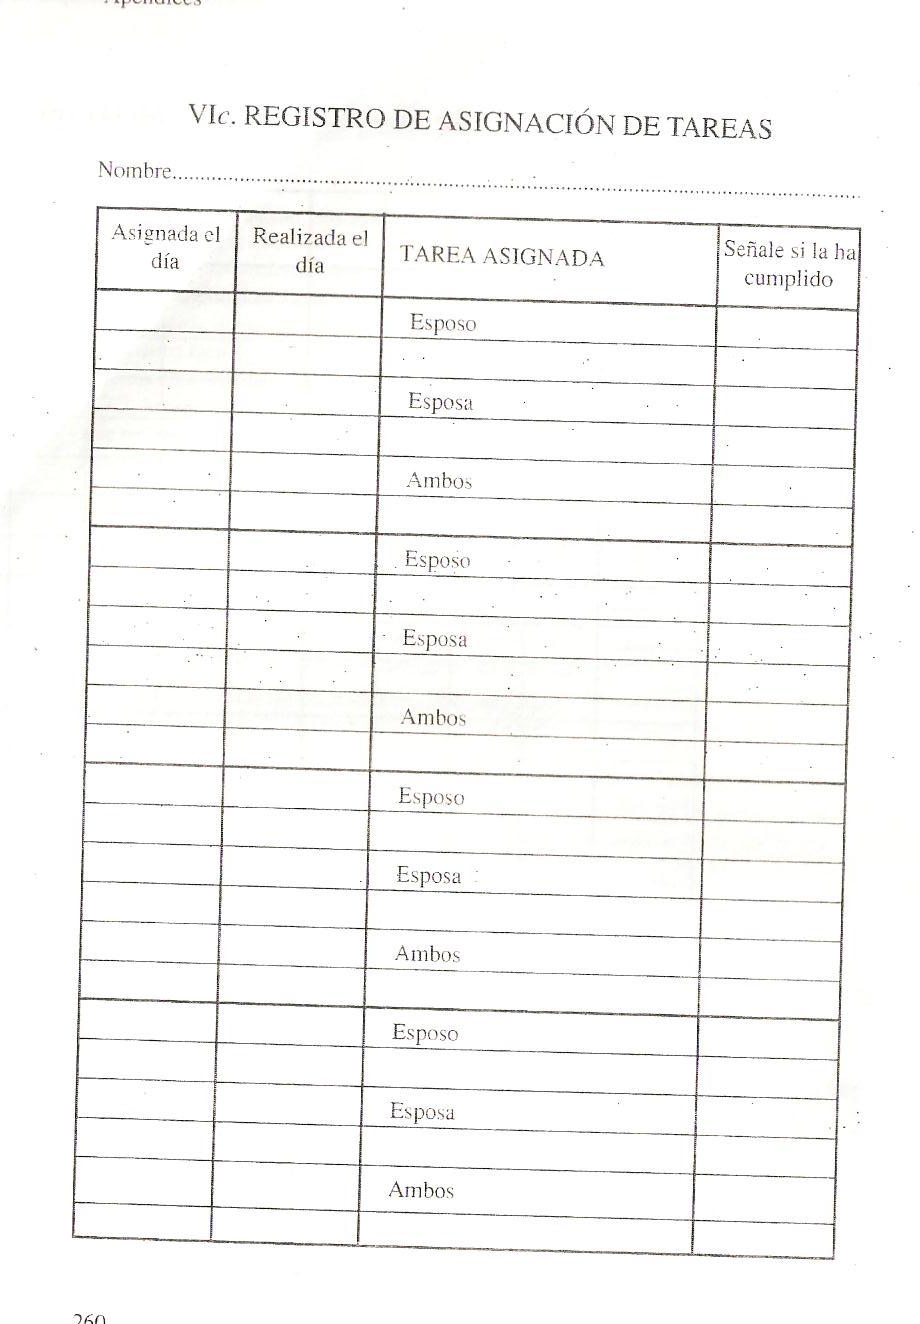 Apéndices
VIc. REGISTRO DE ASIGNACIÓN DE TAREAS
Nombre
Asignada el día
Realizada el día
TAREA ASIGNADA
Señale si la ha cumplido
Esposo
Esposa
Ambos
Esposo
Esposa
Ambos
Esposo
Esposa
Ambos
Esposo
Esposa
Ambos
260